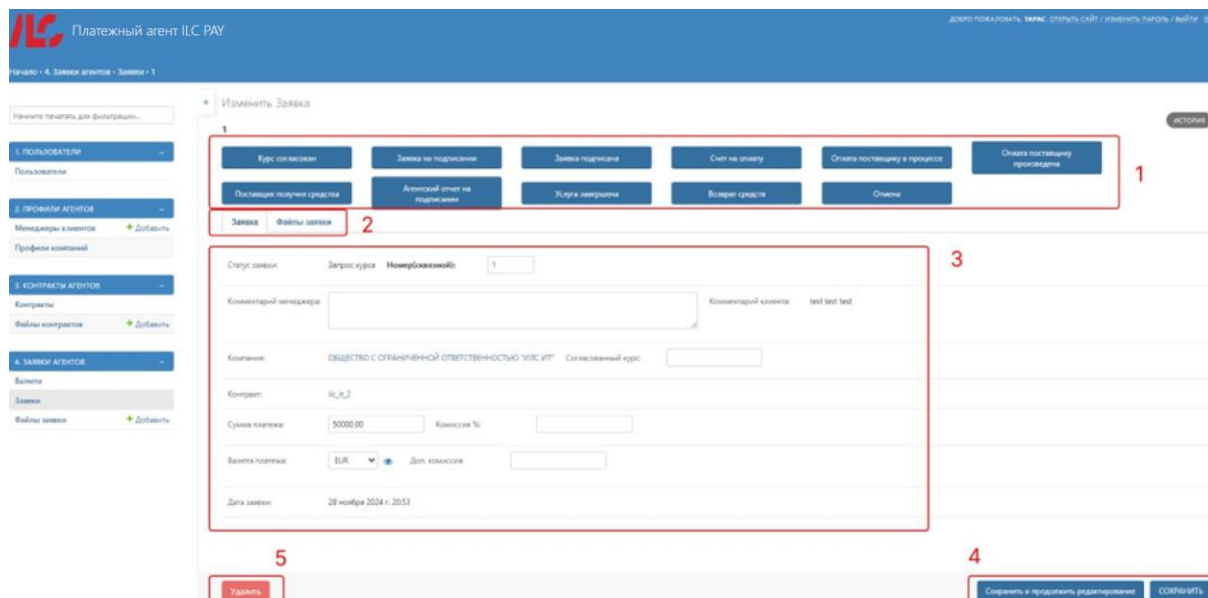 ILC Платежный агент ILC PAY
ДОБРО ПОЖАЛОВАТЬ, ТАРАС. ОТКРЫТЬ САЙТ / ИЗМЕНИТЬ ПАРОЛЬ / ВЫЙТИ
Начало › 4. Заявки агентов › Заявки › 1
Начните печатать для фильтрации...
« Изменить Заявка
1
ИСТОРИЯ
1. ПОЛЬЗОВАТЕЛИ −
Пользователи
2. ПРОФИЛИ АГЕНТОВ −
Менеджеры клиентов + Добавить
Профили компаний
3. КОНТРАКТЫ АГЕНТОВ −
Контракты
Файлы контрактов + Добавить
4. ЗАЯВКИ АГЕНТОВ −
Валюта
Заявки
Файлы заявки + Добавить
Курс согласован
Заявка на подписании
Заявка подписана
Счет на оплату
Оплата поставщику в процессе
Оплата поставщику
произведена
1
Поставщик получил средства
Агентский отчет на
подписании
Услуга завершена
Возврат средств
Отмена
Заявка Файлы заявки 2
3
Статус заявки: Запрос курса Номер(сквозной): 1
Комментарий менеджера: Комментарий клиента: test test test
Компания: ОБЩЕСТВО С ОГРАНИЧЕННОЙ ОТВЕТСТВЕННОСТЬЮ "ИЛС ИТ" Согласованный курс:
Контракт: ilc_it_2
Сумма платежа: 50000,00 Комиссия %:
Валюта платежа: EUR Доп. комиссия:
Дата заявки: 28 ноября 2024 г. 20:53
5 4
Удалить Сохранить и продолжить редактирование СОХРАНИТЬ